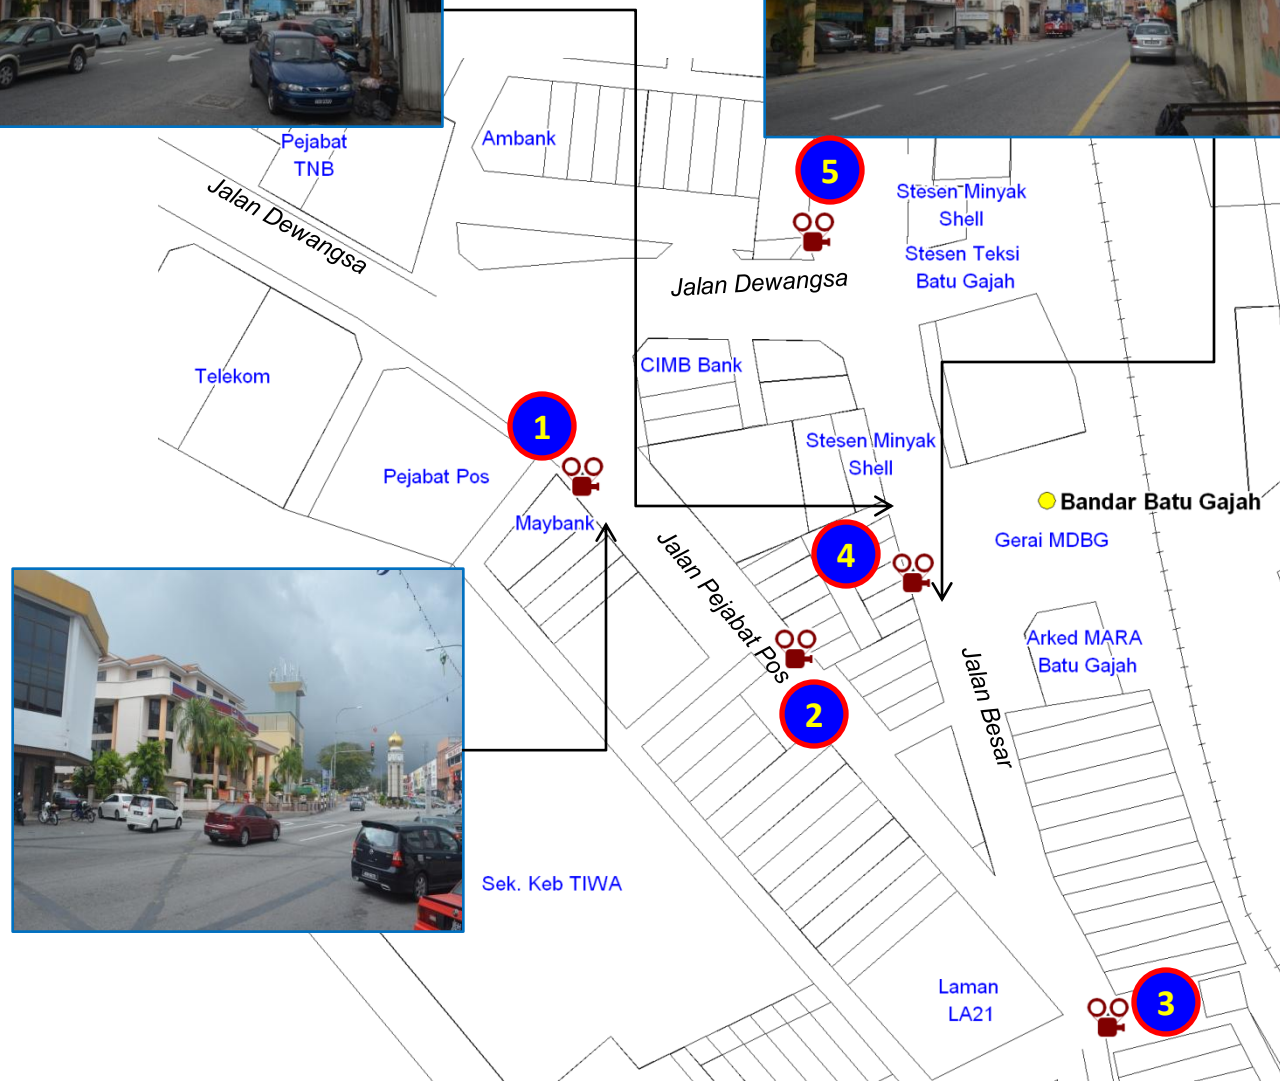 Pejabat
TNB
Ambank
5
Stesen Minyak
Shell
Stesen Teksi
Batu Gajah
Jalan Dewangsa
Jalan Dewangsa
Telekom
CIMB Bank
1
Stesen Minyak
Shell
Pejabat Pos
Maybank
Bandar Batu Gajah
Gerai MDBG
4
Jalan Pejabat Pos
Arked MARA
Batu Gajah
Jalan Besar
2
Sek. Keb TIWA
Laman
LA21
3